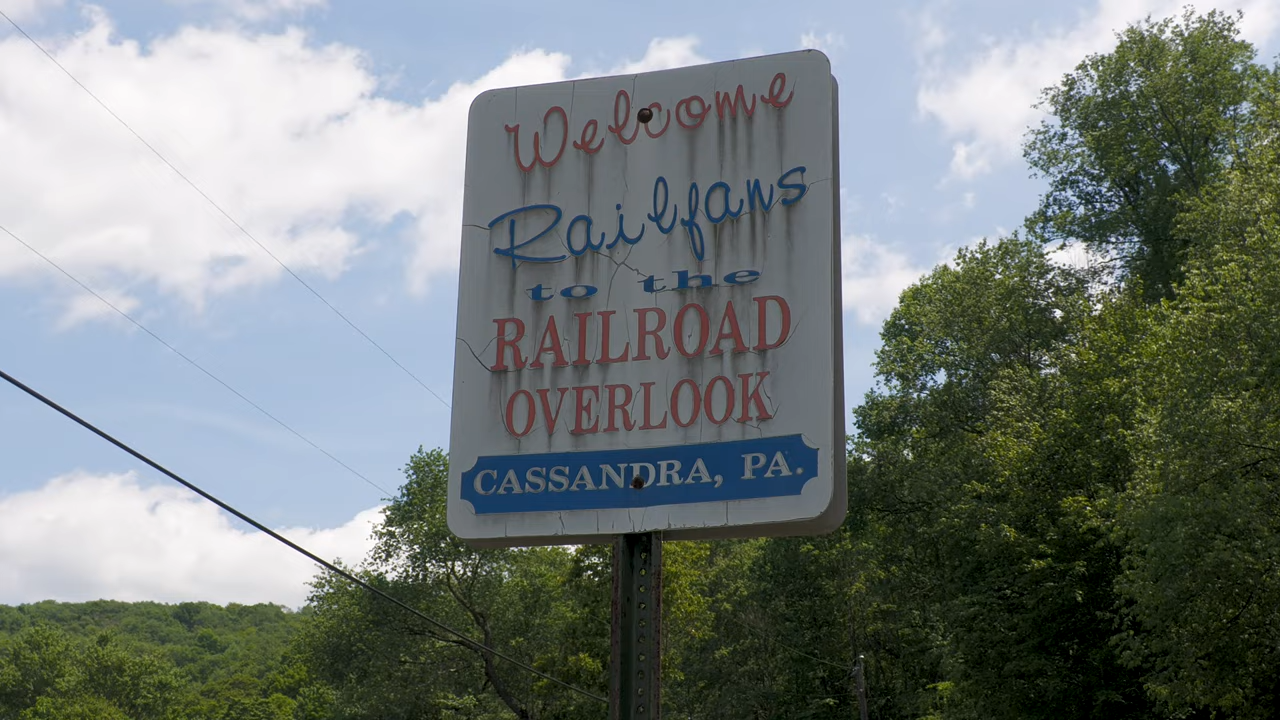 Welcome
Railfans
to the
RAILROAD
OVERLOOK
CASSANDRA, PA.